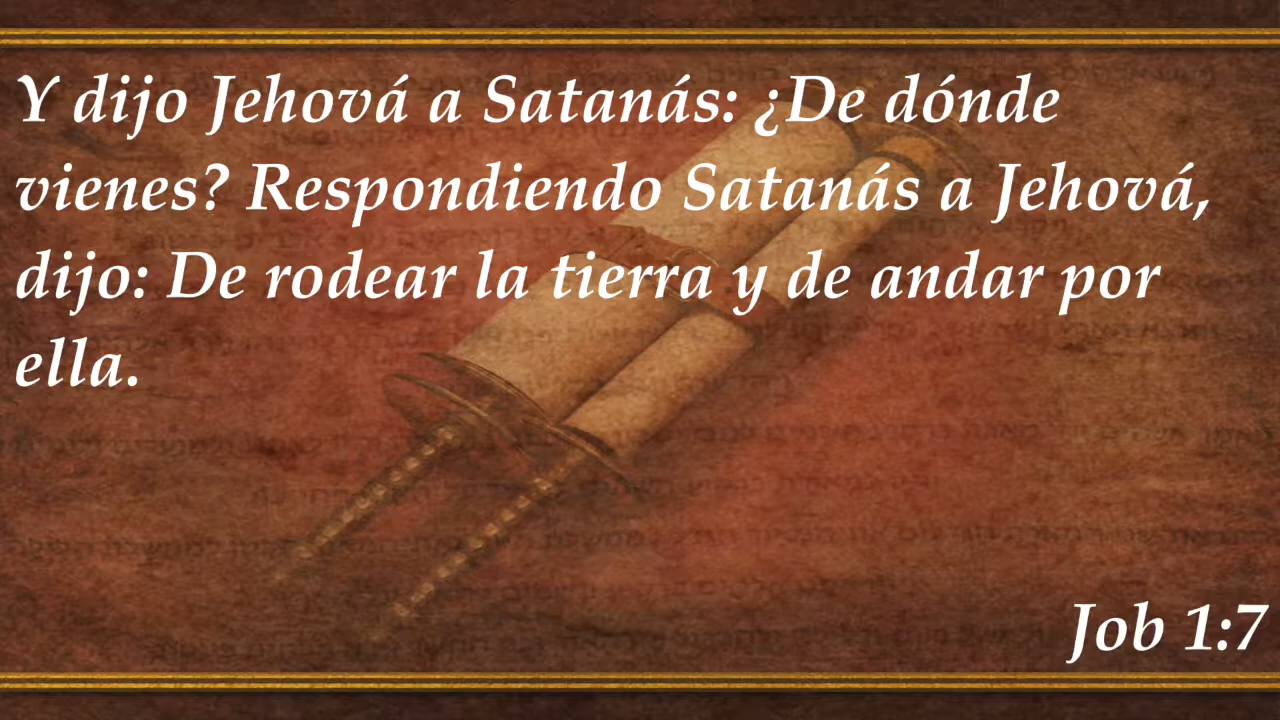 Y dijo Jehová a Satanás: ¿De dónde
vienes? Respondiendo Satanás a Jehová,
dijo: De rodear la tierra y de andar por
ella.
Job 1:7